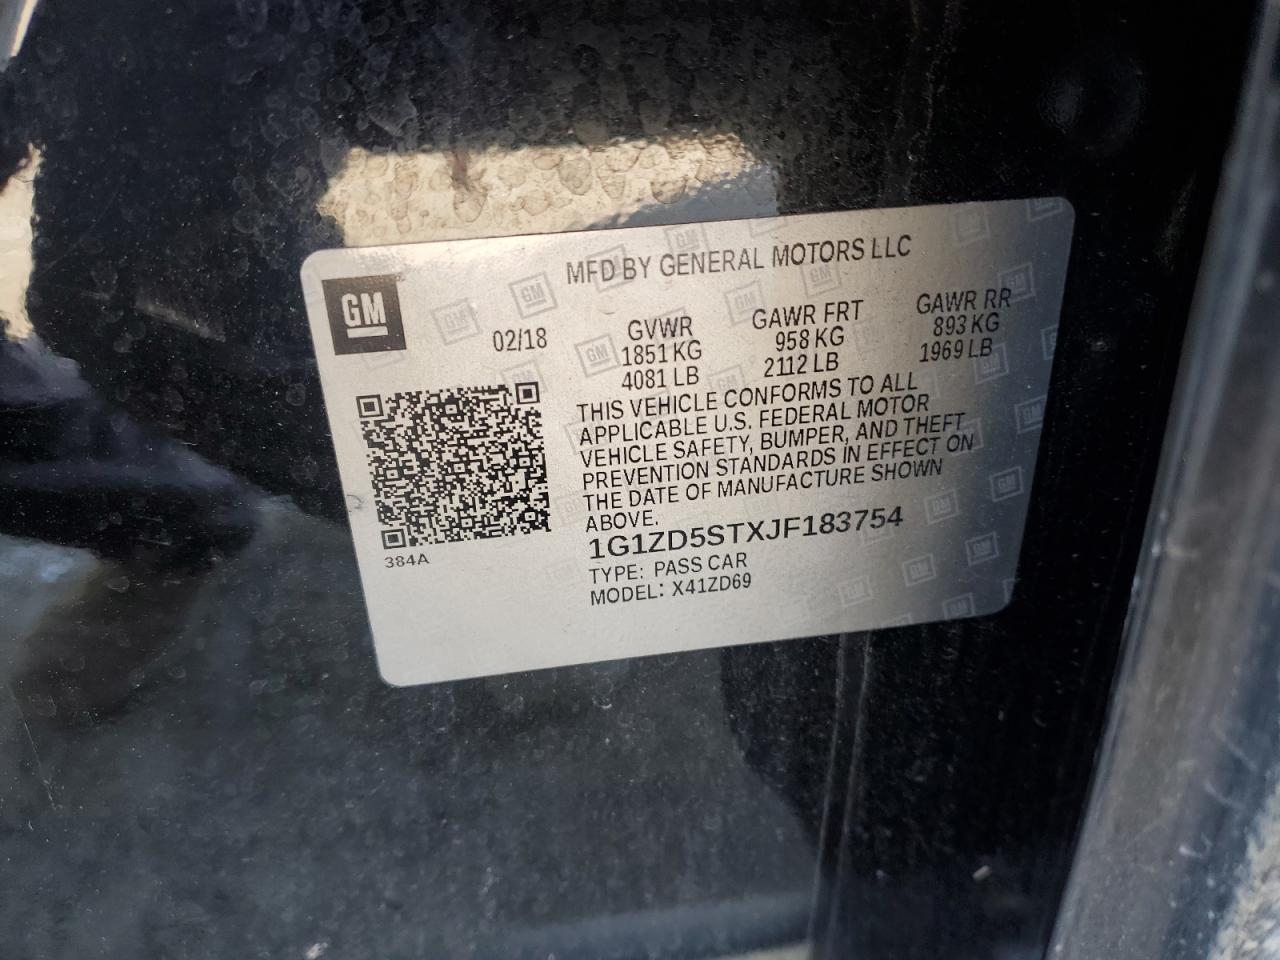 MFD BY GENERAL MOTORS LLC
GM
02/18 GVWR GAWR FRT GAWR RR
1851 KG 958 KG 893 KG
4081 LB 2112 LB 1969 LB
THIS VEHICLE CONFORMS TO ALL
APPLICABLE U.S. FEDERAL MOTOR
VEHICLE SAFETY, BUMPER, AND THEFT
PREVENTION STANDARDS IN EFFECT ON
THE DATE OF MANUFACTURE SHOWN
ABOVE.
1G1ZD5STXJF183754
384A
TYPE: PASS CAR
MODEL: X41ZD69